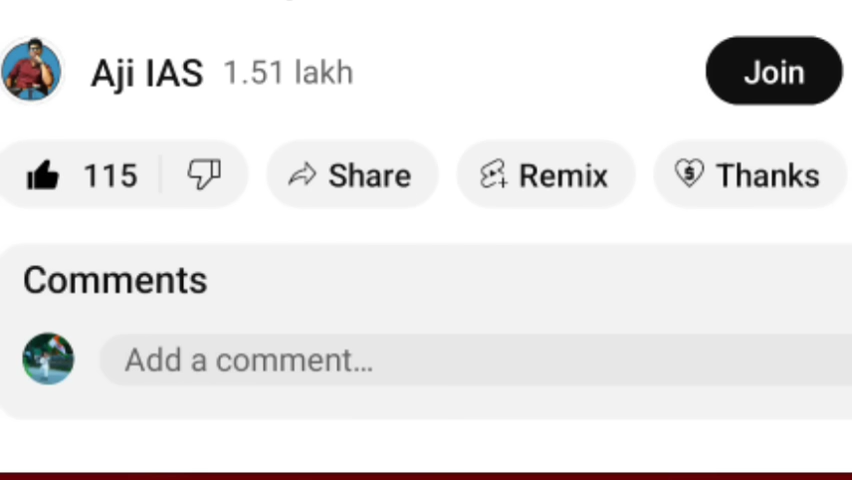 Aji IAS 1.51 lakh Join
115 Share Remix Thanks
Comments
Add a comment...